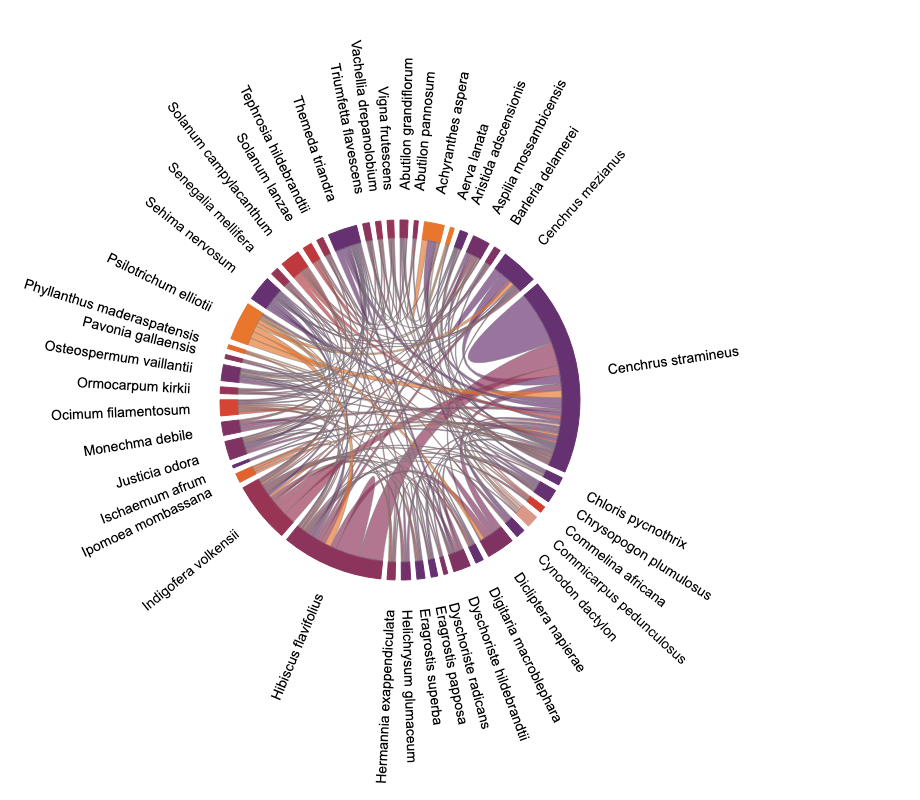 Abutilon grandiflorum
Abutilon pannosum
Achyranthes aspera
Aerva lanata
Aristida adscensionis
Aspilia mossambicensis
Barleria delamerei
Cenchrus mezianus
Cenchrus stramineus
Chloris pycnothrix
Chrysopogon plumulosus
Commelina africana
Commicarpus pedunculosus
Cynodon dactylon
Dicliptera napierae
Digitaria macroblephara
Dyschoriste hildebrandtii
Dyschoriste radicans
Eragrostis papposa
Eragrostis superba
Helichrysum glumaceum
Hermannia exappendiculata
Hibiscus flavifolius
Indigofera volkensii
Ipomoea mombassana
Ischaemum afrum
Justicia odora
Monechma debile
Ocimum filamentosum
Ormocarpum kirkii
Osteospermum vaillantii
Pavonia gallaensis
Phyllanthus maderaspatensis
Psilotrichum elliotii
Sehima nervosum
Senegalia mellifera
Solanum campylacanthum
Solanum lanzae
Tephrosia hildebrandtii
Themeda triandra
Triumfetta flavescens
Vachellia drepanolobium
Vigna frutescens